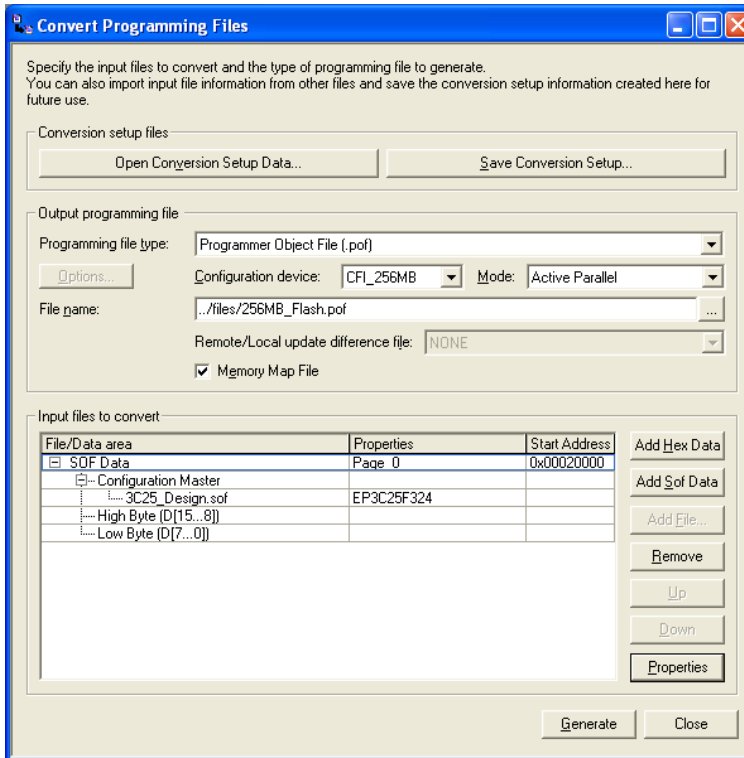 Convert Programming Files
Specify the input files to convert and the type of programming file to generate.
You can also import input file information from other files and save the conversion setup information created here for
future use.
Conversion setup files
Open Conversion Setup Data...
Save Conversion Setup...
Output programming file
Programming file type:
Programmer Object File (.pof)
Options...
Configuration device:
CFI_256MB
Mode:
Active Parallel
File name:
../files/256MB_Flash.pof
...
Remote/Local update difference file:
NONE
Memory Map File
Input files to convert
File/Data area Properties Start Address
SOF Data Page_0 0x00020000
Configuration Master
3C25_Design.sof EP3C25F324
High Byte (D[15...8])
Low Byte (D[7...0])
Add Hex Data
Add Sof Data
Add File...
Remove
Up
Down
Properties
Generate
Close